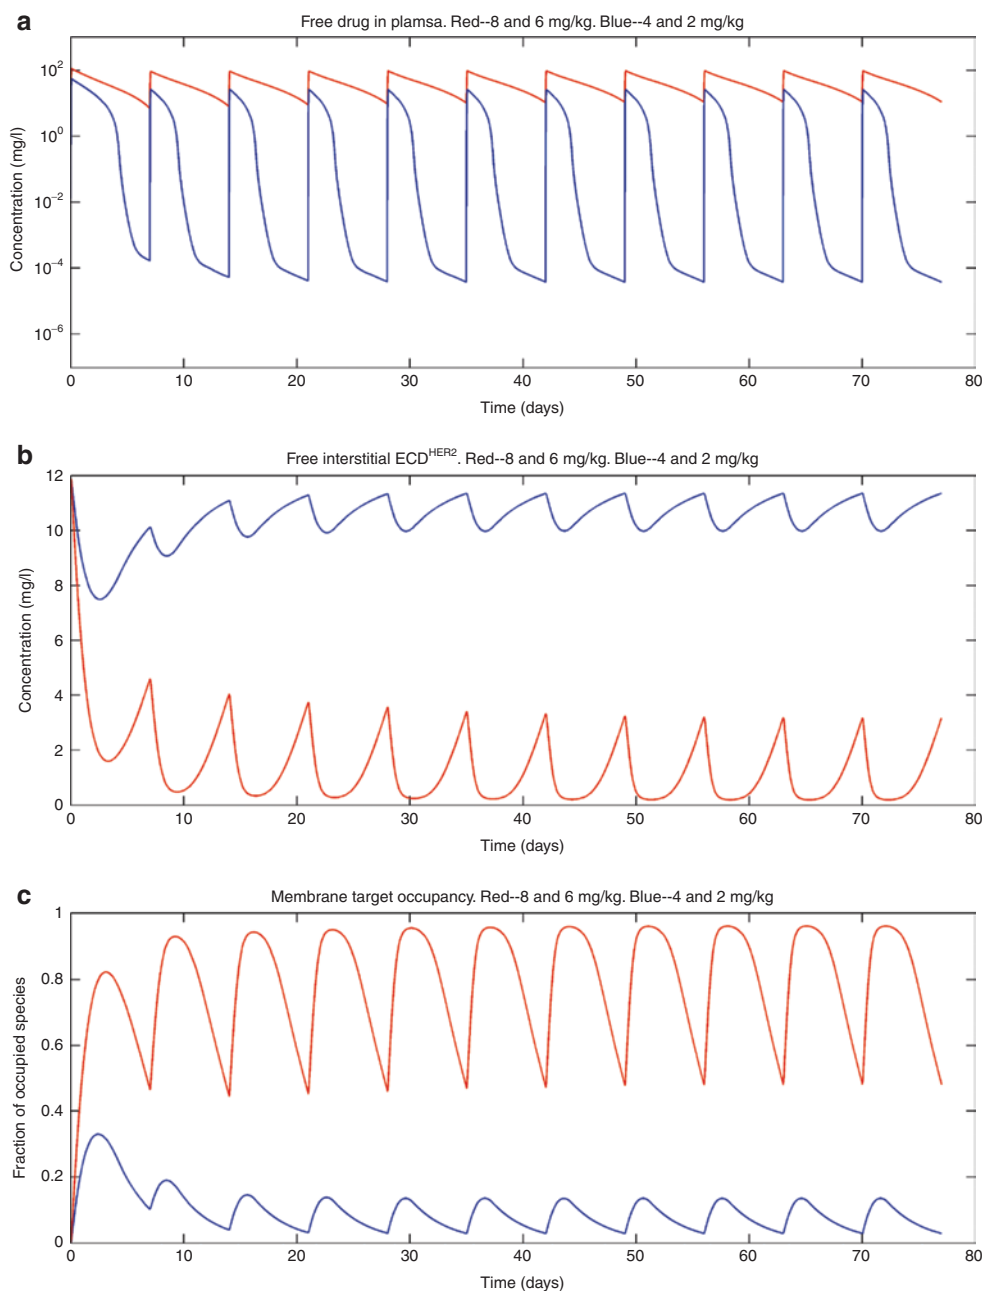 a
Free drug in plamsa. Red--8 and 6 mg/kg. Blue--4 and 2 mg/kg
Concentration (mg/l)
10^2
10^0
10^−2
10^−4
10^−6
0 10 20 30 40 50 60 70 80
Time (days)
b
Free interstitial ECD^HER2. Red--8 and 6 mg/kg. Blue--4 and 2 mg/kg
Concentration (mg/l)
12
10
8
6
4
2
0
0 10 20 30 40 50 60 70 80
Time (days)
c
Membrane target occupancy. Red--8 and 6 mg/kg. Blue--4 and 2 mg/kg
Fraction of occupied species
1
0.8
0.6
0.4
0.2
0
0 10 20 30 40 50 60 70 80
Time (days)